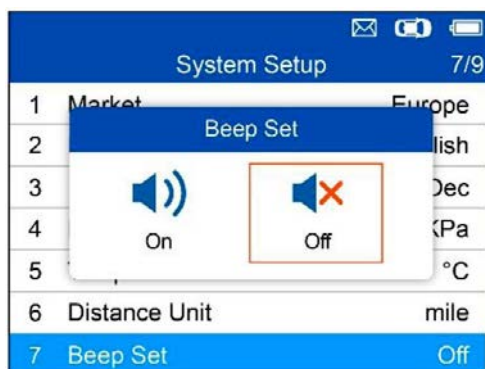 System Setup 7/9
1 Market Europe
Beep Set
2 lish
3 Dec
On Off
4 KPa
5 °C
6 Distance Unit mile
7 Beep Set Off